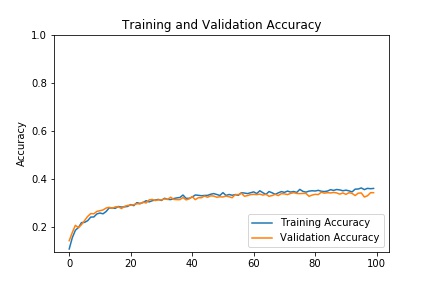 Training and Validation Accuracy
1.0
0.8
0.6
0.4
0.2
Accuracy
Training Accuracy
Validation Accuracy
0 20 40 60 80 100